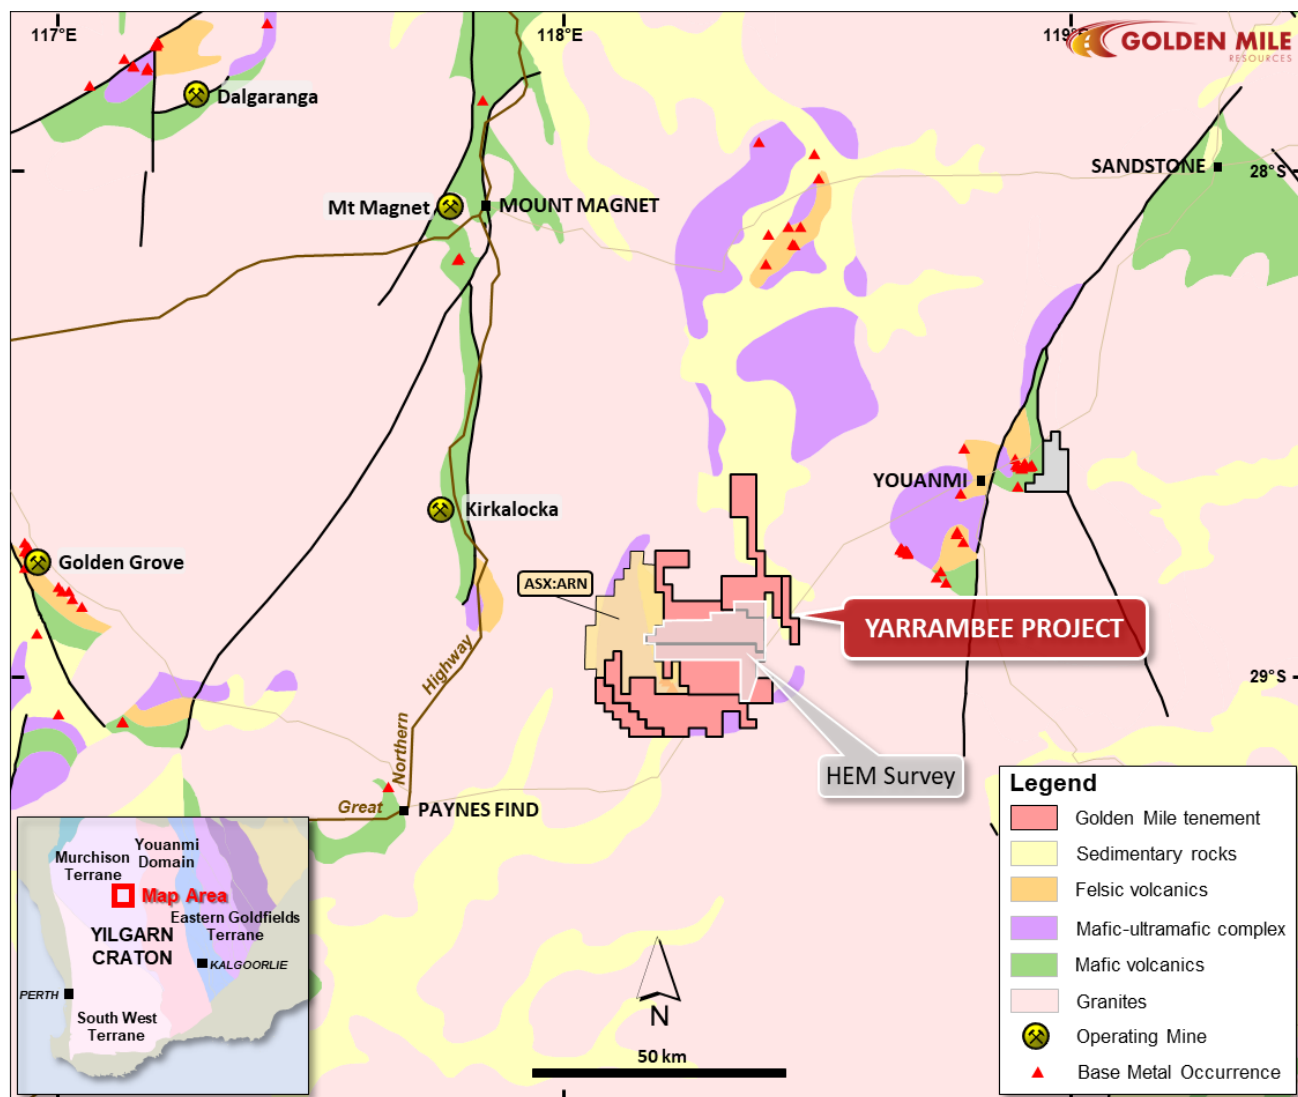 117°E
118°E
119°
GOLDEN MILE
RESOURCES
Dalgaranga
SANDSTONE
28°S
Mt Magnet
MOUNT MAGNET
YOUANMI
Kirkalocka
Golden Grove
ASX:ARN
YARRAMBEE PROJECT
Highway
29°S
Northern
HEM Survey
Great
PAYNES FIND
Legend
Golden Mile tenement
Sedimentary rocks
Felsic volcanics
Mafic-ultramafic complex
Mafic volcanics
Granites
Operating Mine
Base Metal Occurrence
Murchison
Terrane
Youanmi
Domain
Map Area
Eastern Goldfields
Terrane
YILGARN
CRATON
KALGOORLIE
PERTH
South West
Terrane
N
50 km